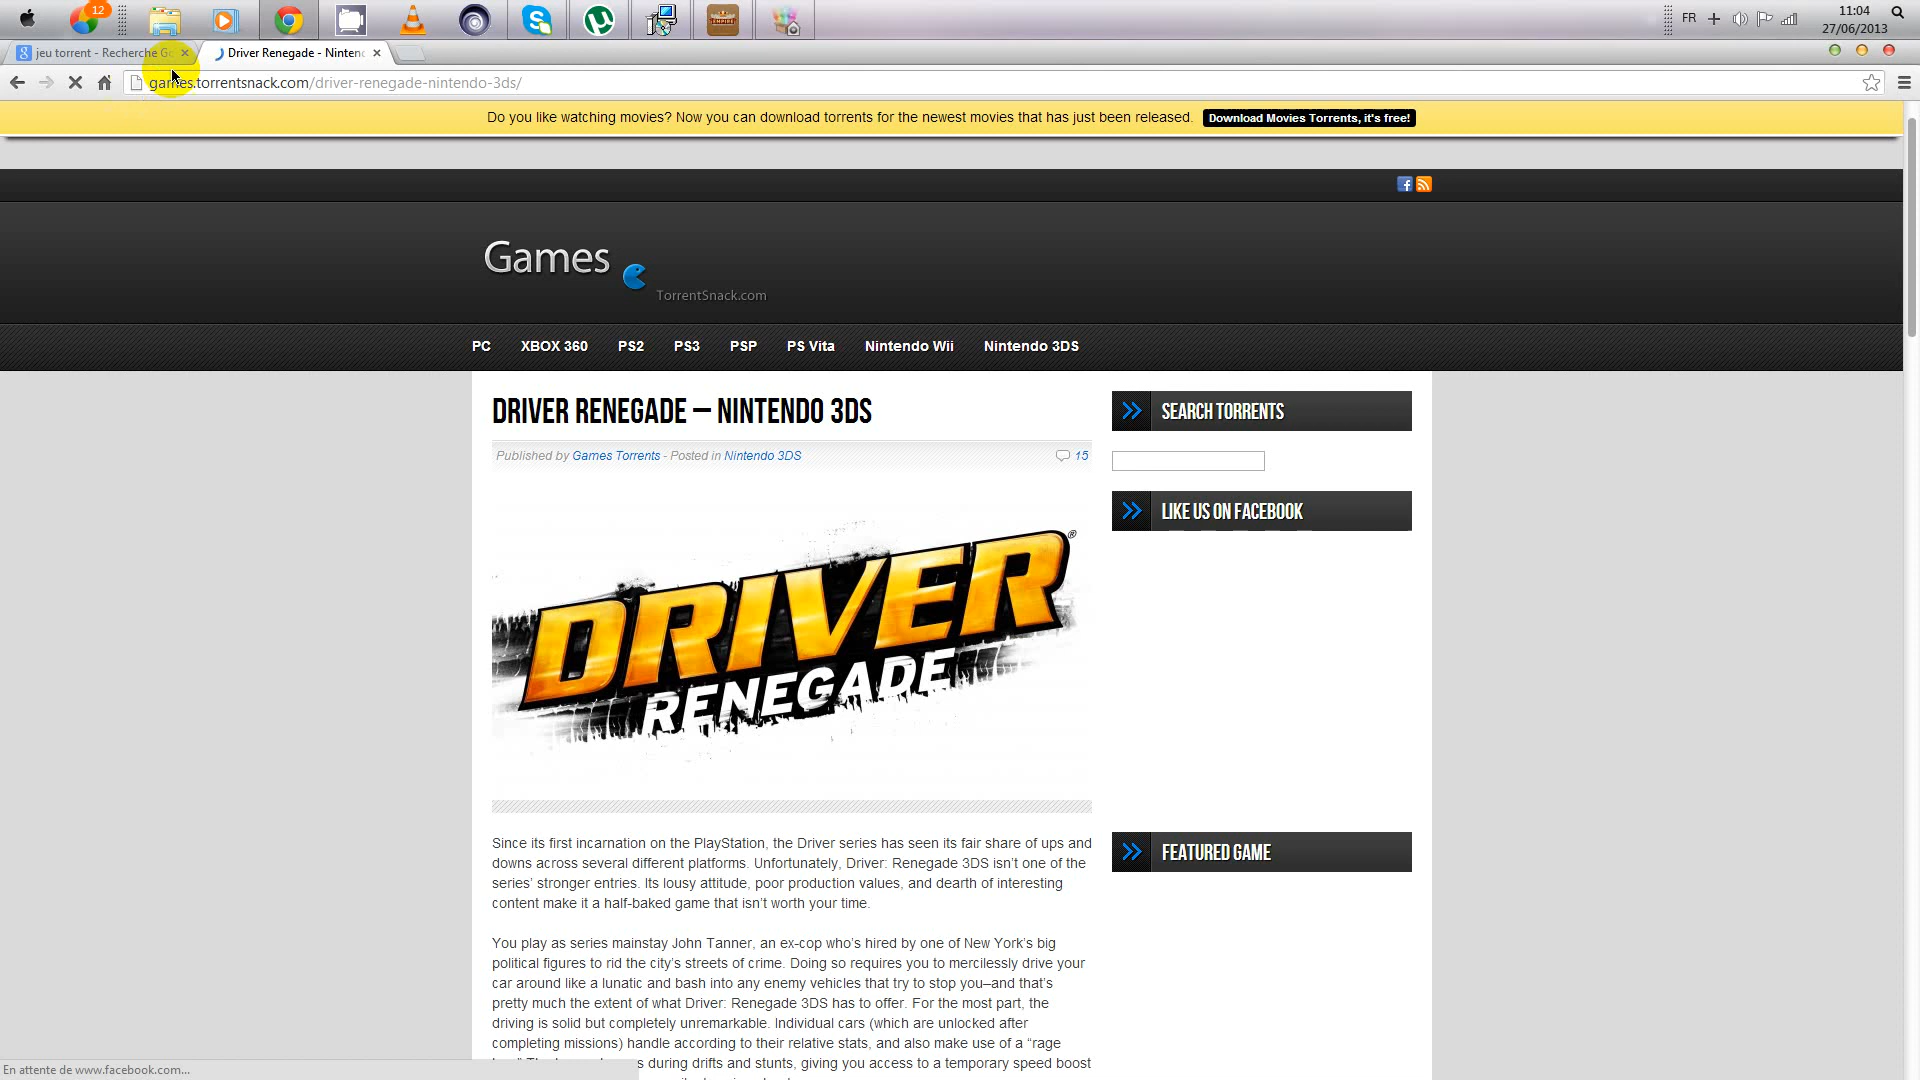 12
FR
11:04
27/06/2013
jeu torrent - Recherche
Driver Renegade - Ninten
games.torrentsnack.com/driver-renegade-nintendo-3ds/
Do you like watching movies? Now you can download torrents for the newest movies that has just been released. Download Movies Torrents, it's free!
Games
TorrentSnack.com
PC XBOX 360 PS2 PS3 PSP PS Vita Nintendo Wii Nintendo 3DS
DRIVER RENEGADE – NINTENDO 3DS
Published by Games Torrents - Posted in Nintendo 3DS
15
DRIVER®
RENEGADE
Since its first incarnation on the PlayStation, the Driver series has seen its fair share of ups and
downs across several different platforms. Unfortunately, Driver: Renegade 3DS isn't one of the
series' stronger entries. Its lousy attitude, poor production values, and dearth of interesting
content make it a half-baked game that isn't worth your time.
You play as series mainstay John Tanner, an ex-cop who's hired by one of New York's big
political figures to rid the city's streets of crime. Doing so requires you to mercilessly drive your
car around like a lunatic and bash into any enemy vehicles that try to stop you–and that's
pretty much the extent of what Driver: Renegade 3DS has to offer. For the most part, the
driving is solid but completely unremarkable. Individual cars (which are unlocked after
completing missions) handle according to their relative stats, and also make use of a “rage
s during drifts and stunts, giving you access to a temporary speed boost
SEARCH TORRENTS
LIKE US ON FACEBOOK
FEATURED GAME
En attente de www.facebook.com...